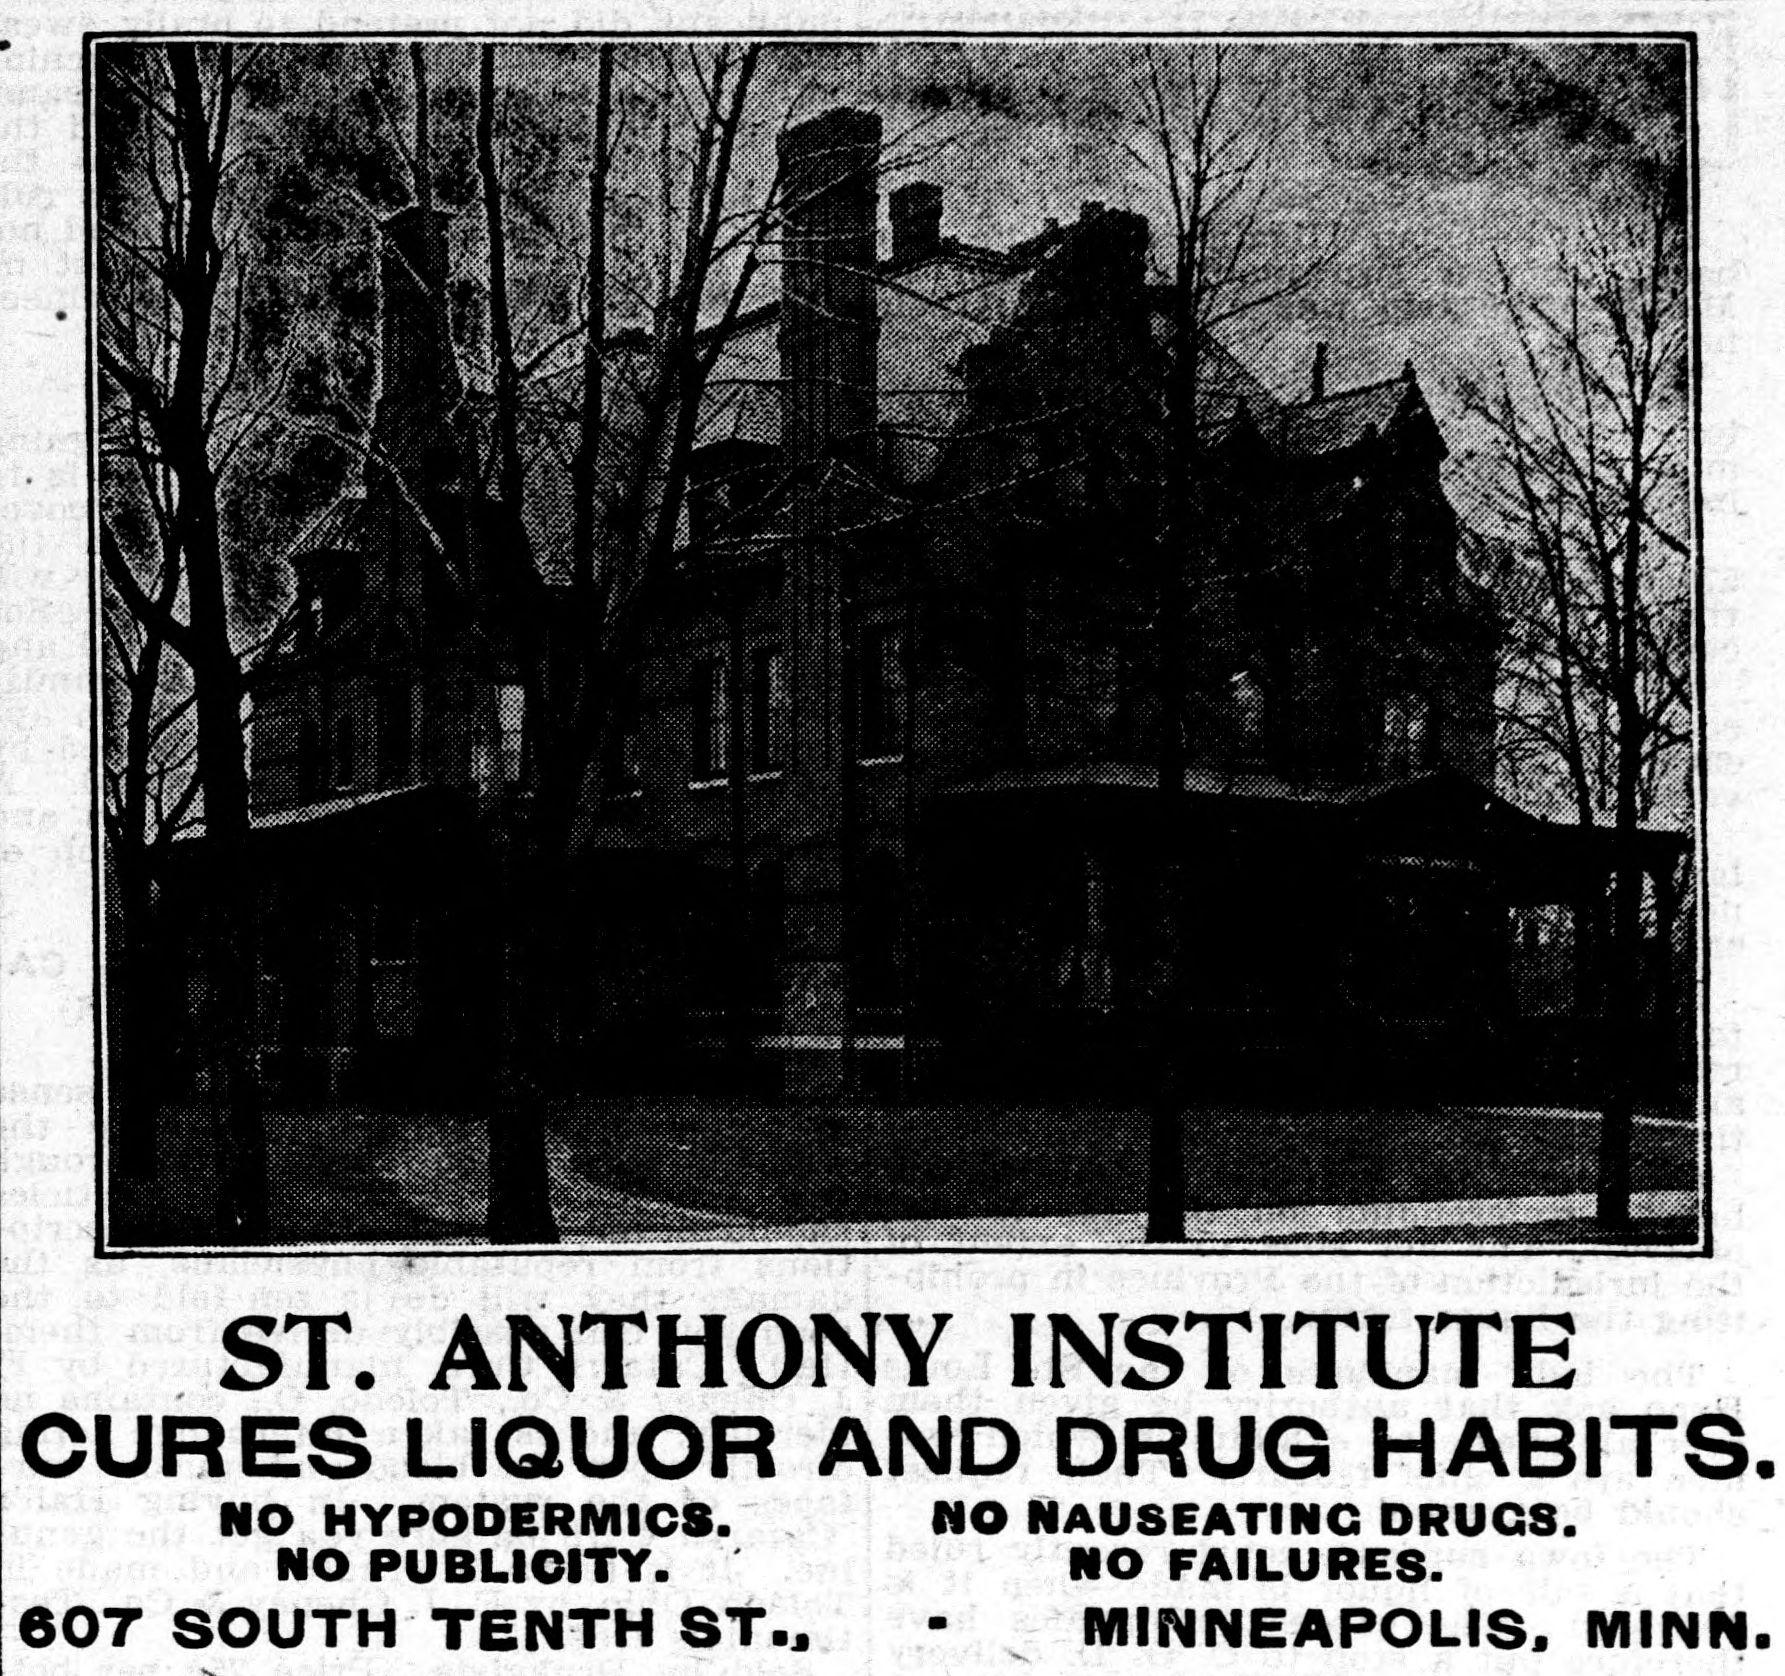 ST. ANTHONY INSTITUTE
CURES LIQUOR AND DRUG HABITS.
NO HYPODERMICS. NO NAUSEATING DRUGS.
NO PUBLICITY. NO FAILURES.
607 SOUTH TENTH ST., - MINNEAPOLIS, MINN.